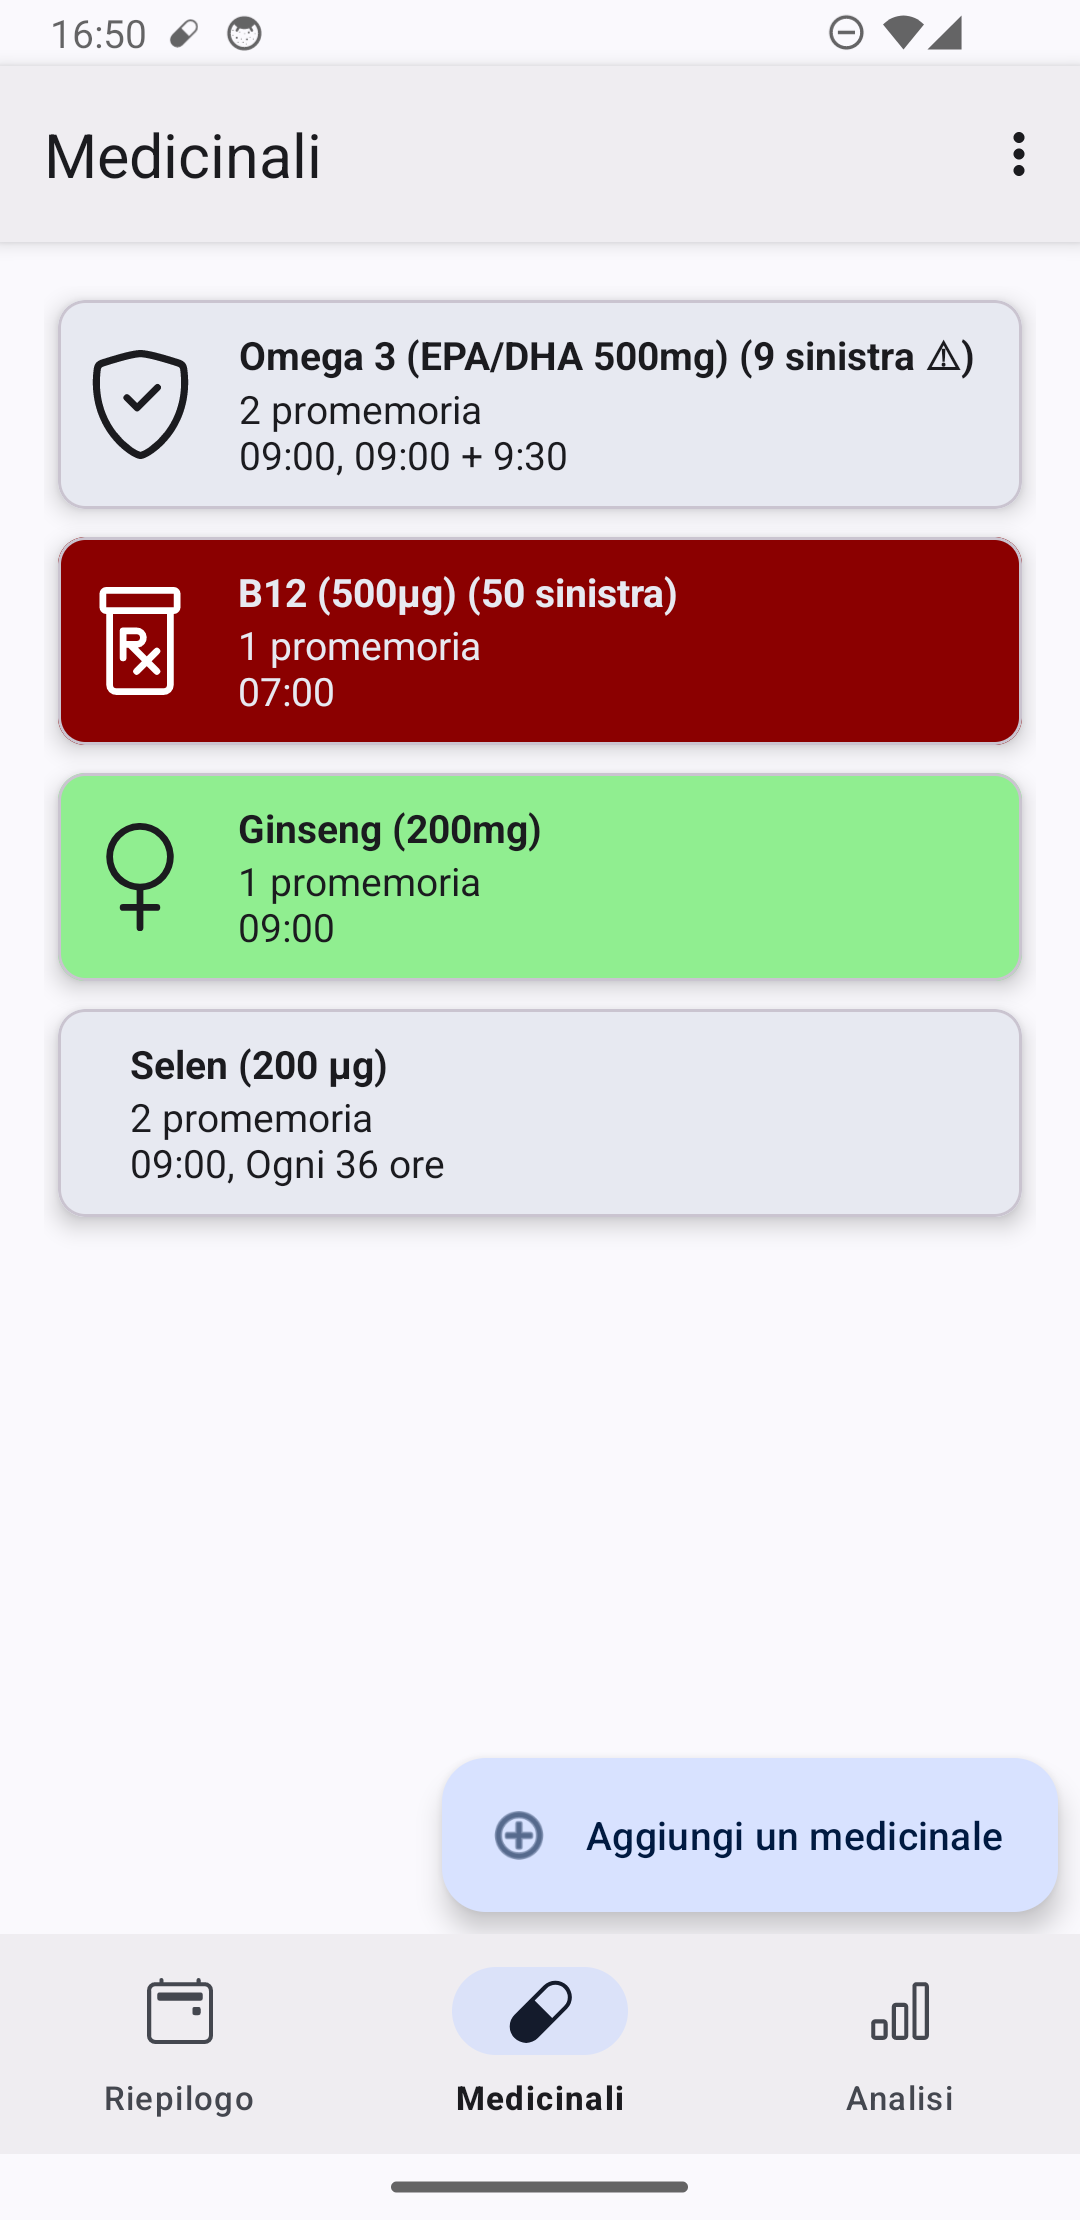 16:50
Medicinali
Omega 3 (EPA/DHA 500mg) (9 sinistra ⚠)
2 promemoria
09:00, 09:00 + 9:30
B12 (500µg) (50 sinistra)
1 promemoria
07:00
Ginseng (200mg)
1 promemoria
09:00
Selen (200 µg)
2 promemoria
09:00, Ogni 36 ore
Aggiungi un medicinale
Riepilogo
Medicinali
Analisi